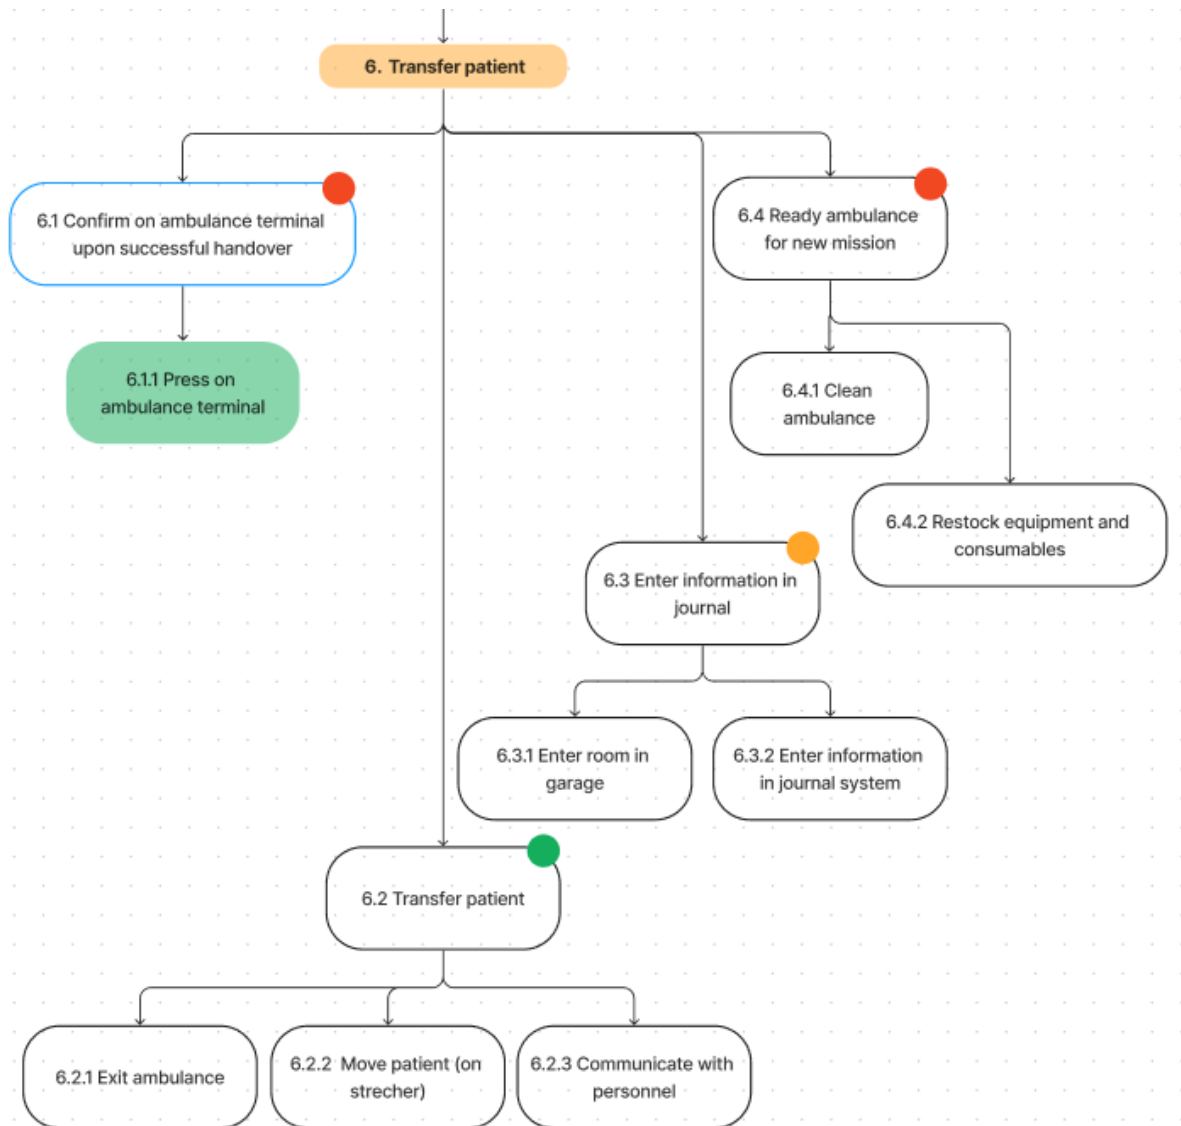 6. Transfer patient
6.1 Confirm on ambulance terminal
upon successful handover
6.4 Ready ambulance
for new mission
6.1.1 Press on
ambulance terminal
6.4.1 Clean
ambulance
6.4.2 Restock equipment and
consumables
6.3 Enter information in
journal
6.3.1 Enter room in
garage
6.3.2 Enter information
in journal system
6.2 Transfer patient
6.2.1 Exit ambulance
6.2.2 Move patient (on
strecher)
6.2.3 Communicate with
personnel